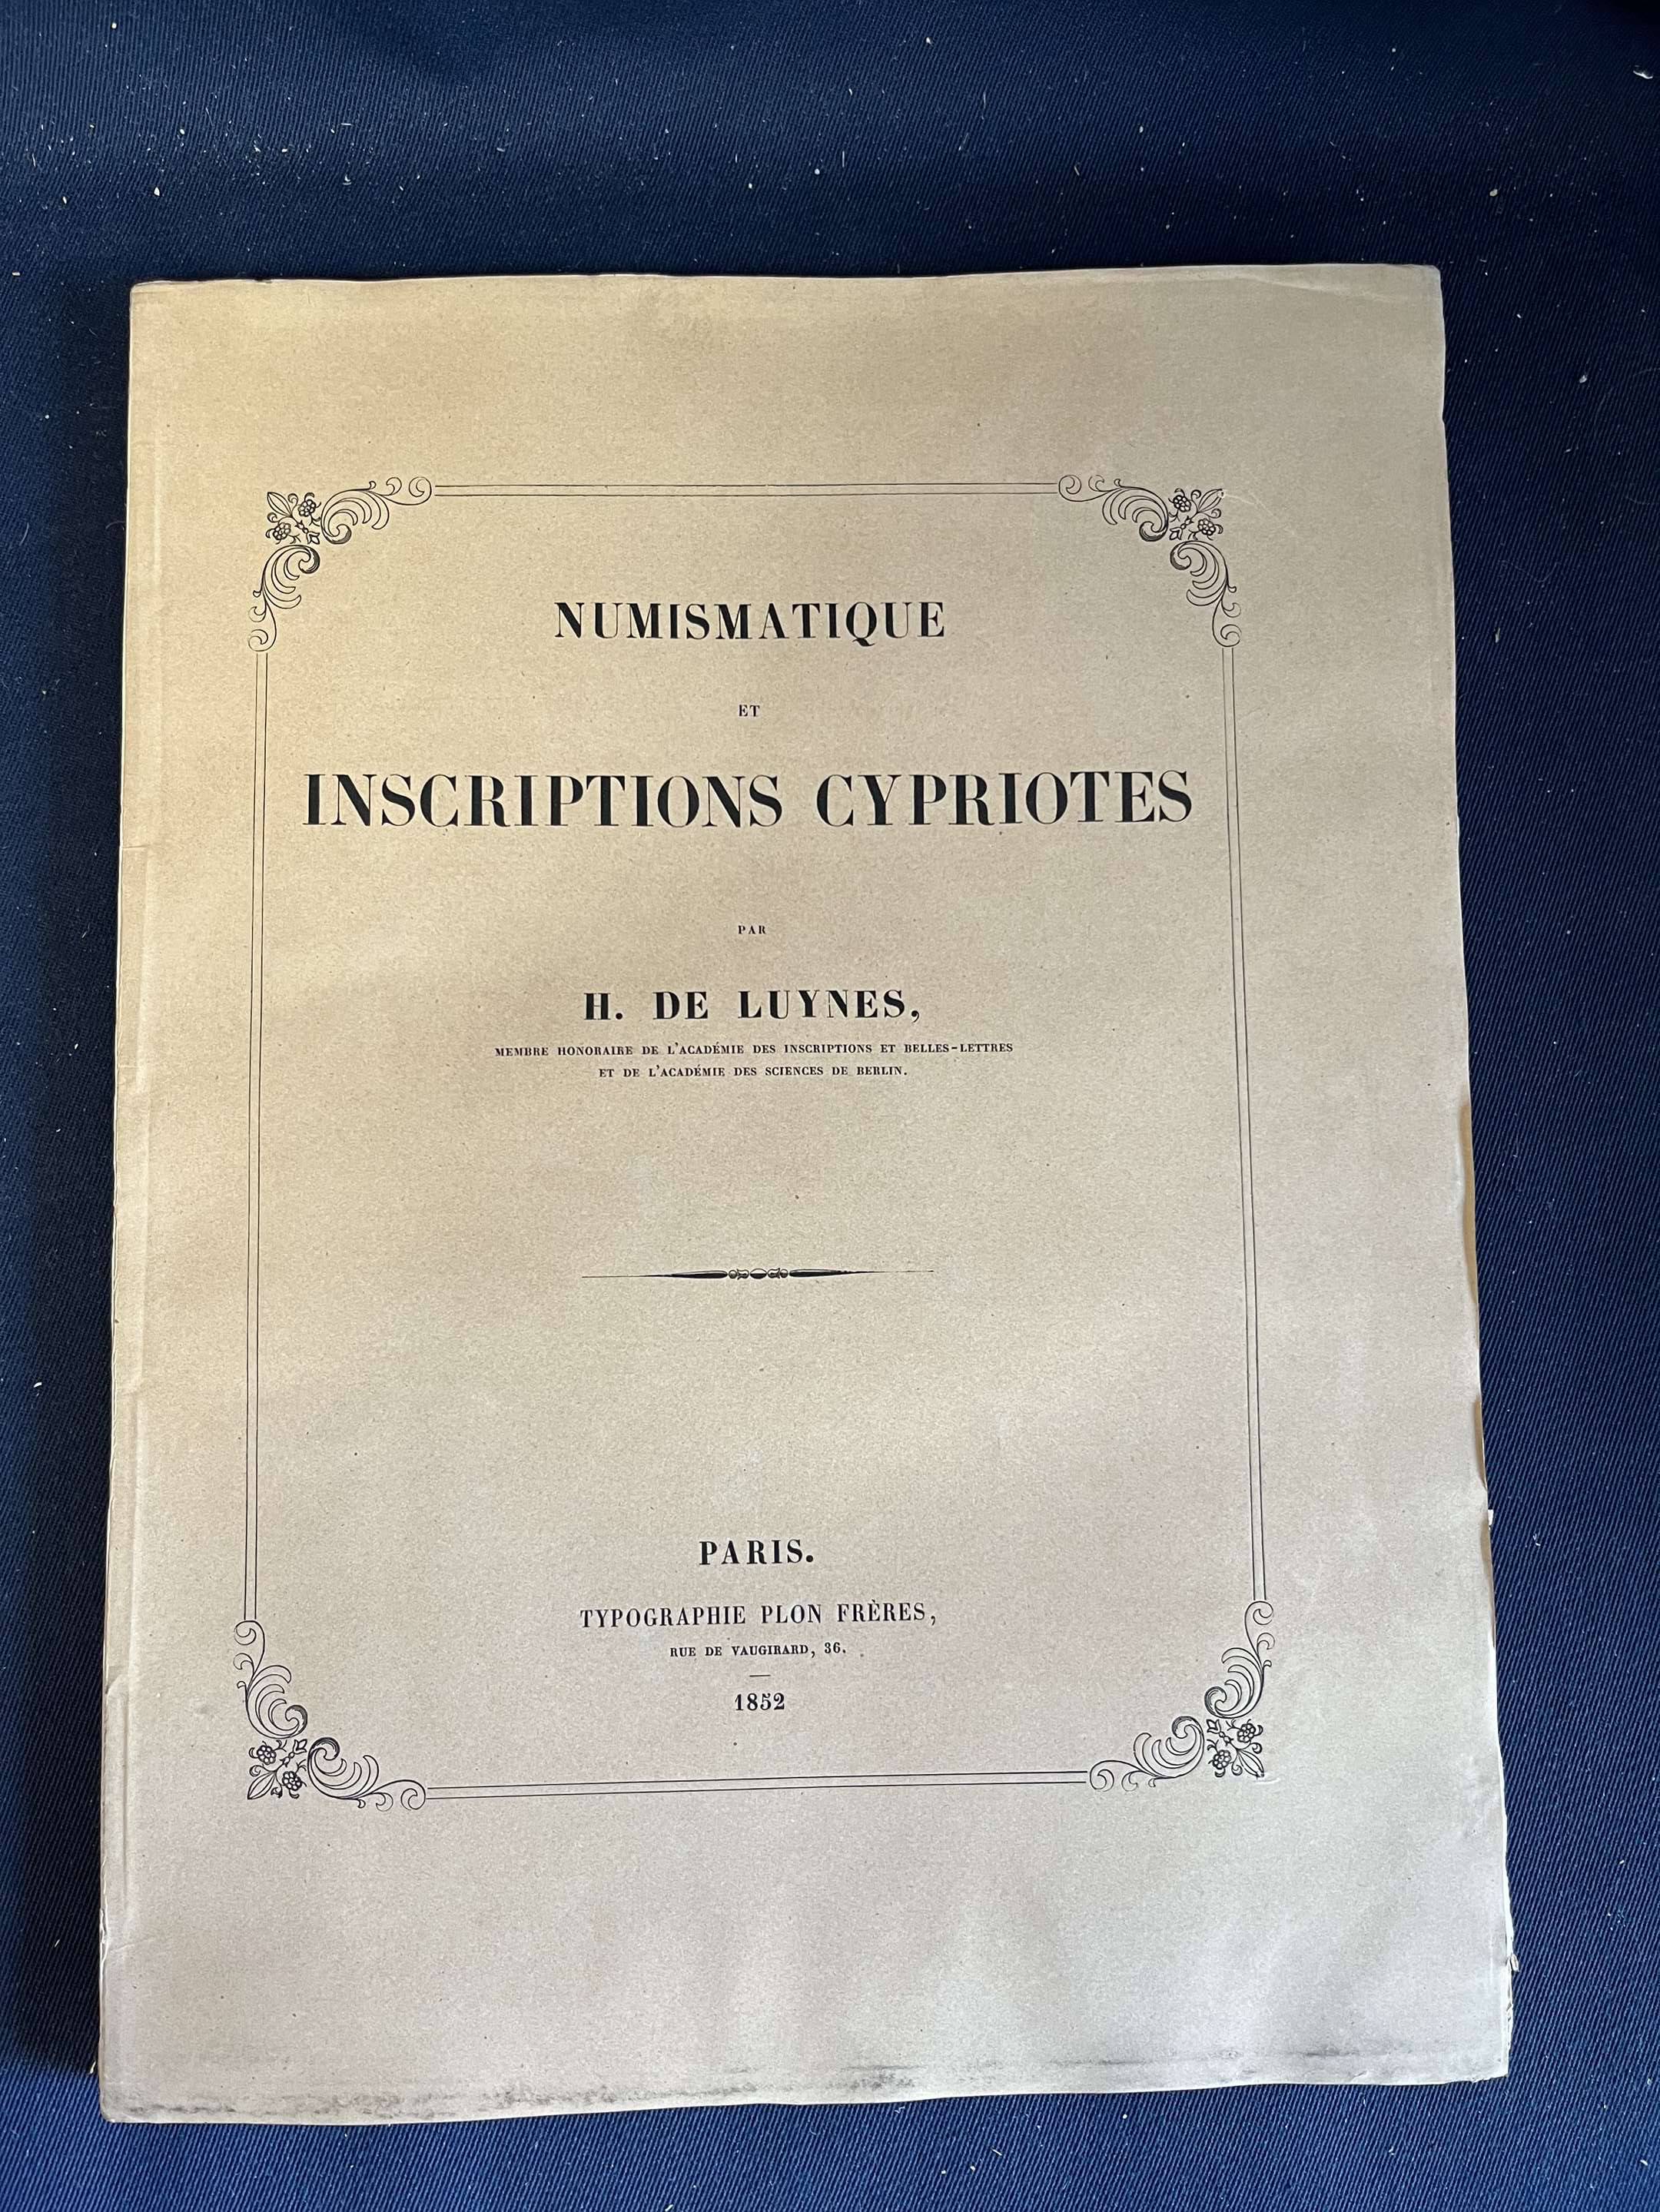 NUMISMATIQUE
ET
INSCRIPTIONS CYPRIOTES
PAR
H. DE LUYNES,
MEMBRE HONORAIRE DE L'ACADÉMIE DES INSCRIPTIONS ET BELLES-LETTRES
ET DE L'ACADÉMIE DES SCIENCES DE BERLIN.
PARIS.
TYPOGRAPHIE PLON FRÈRES,
RUE DE VAUGIRARD, 36.
1852